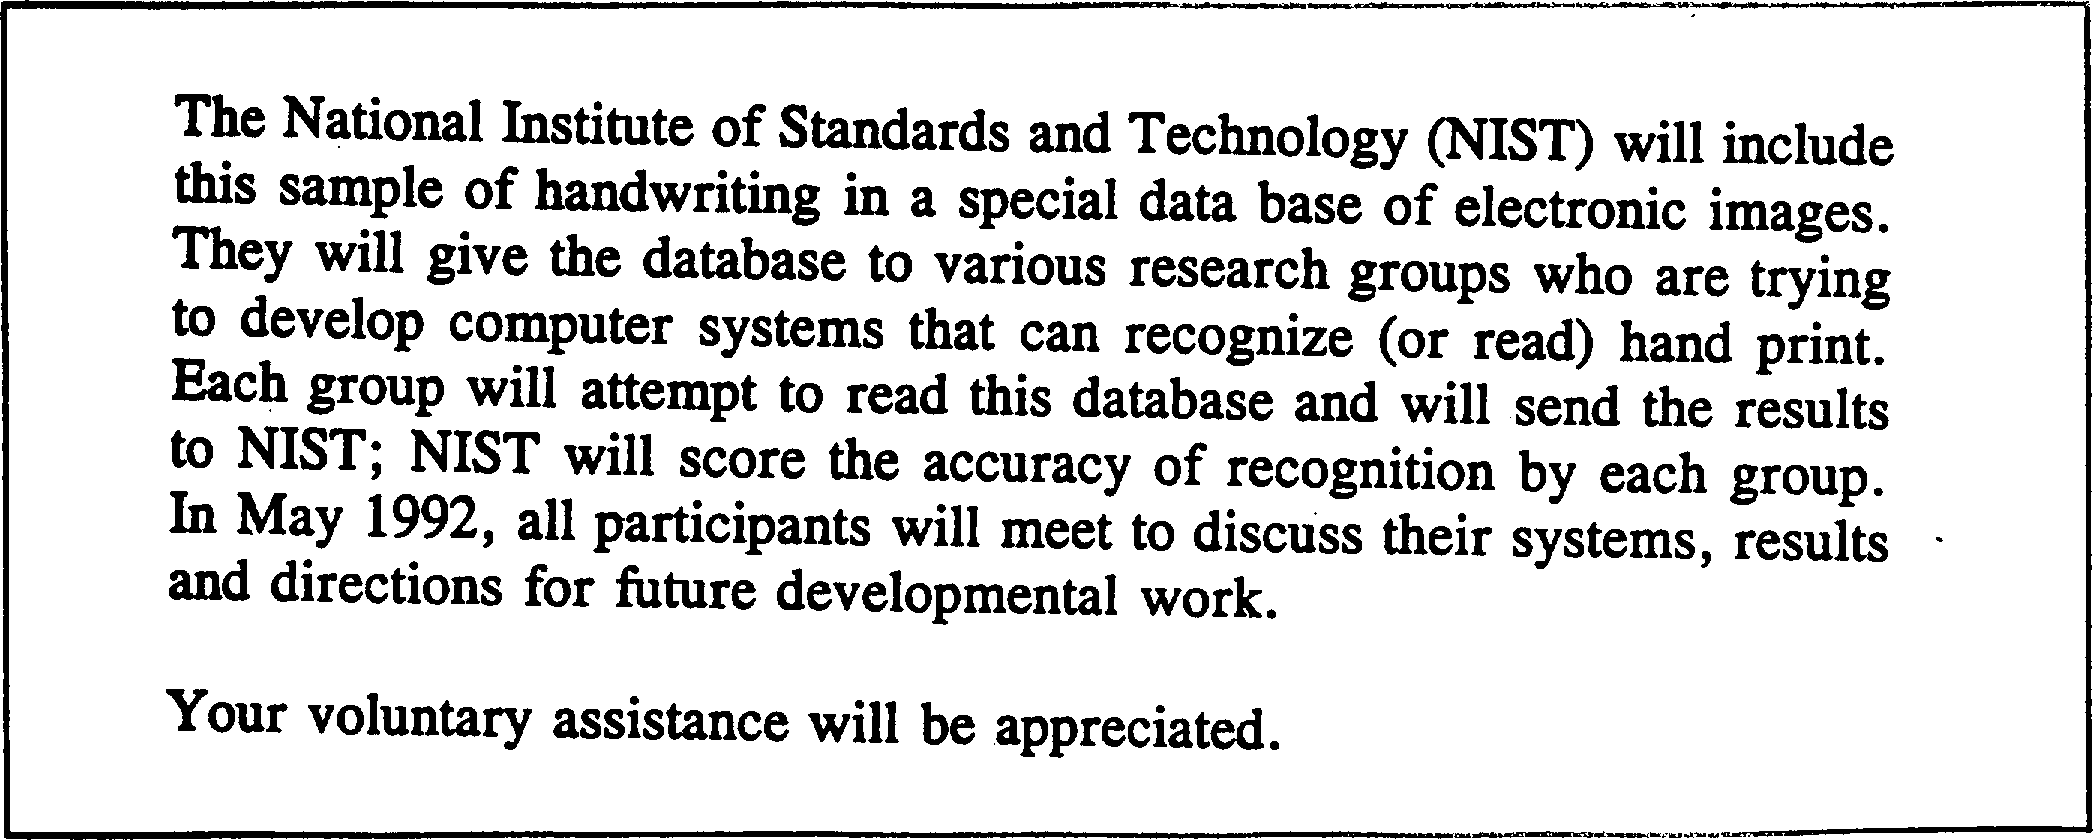 The National Institute of Standards and Technology (NIST) will include
this sample of handwriting in a special data base of electronic images.
They will give the database to various research groups who are trying
to develop computer systems that can recognize (or read) hand print.
Each group will attempt to read this database and will send the results
to NIST; NIST will score the accuracy of recognition by each group.
In May 1992, all participants will meet to discuss their systems, results
and directions for future developmental work.
Your voluntary assistance will be appreciated.